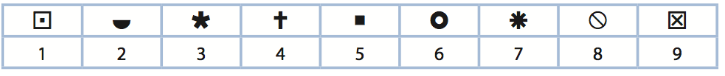 ⊡ ◡ * ✝ ■ O ✱ ⃠ ☒
1 2 3 4 5 6 7 8 9